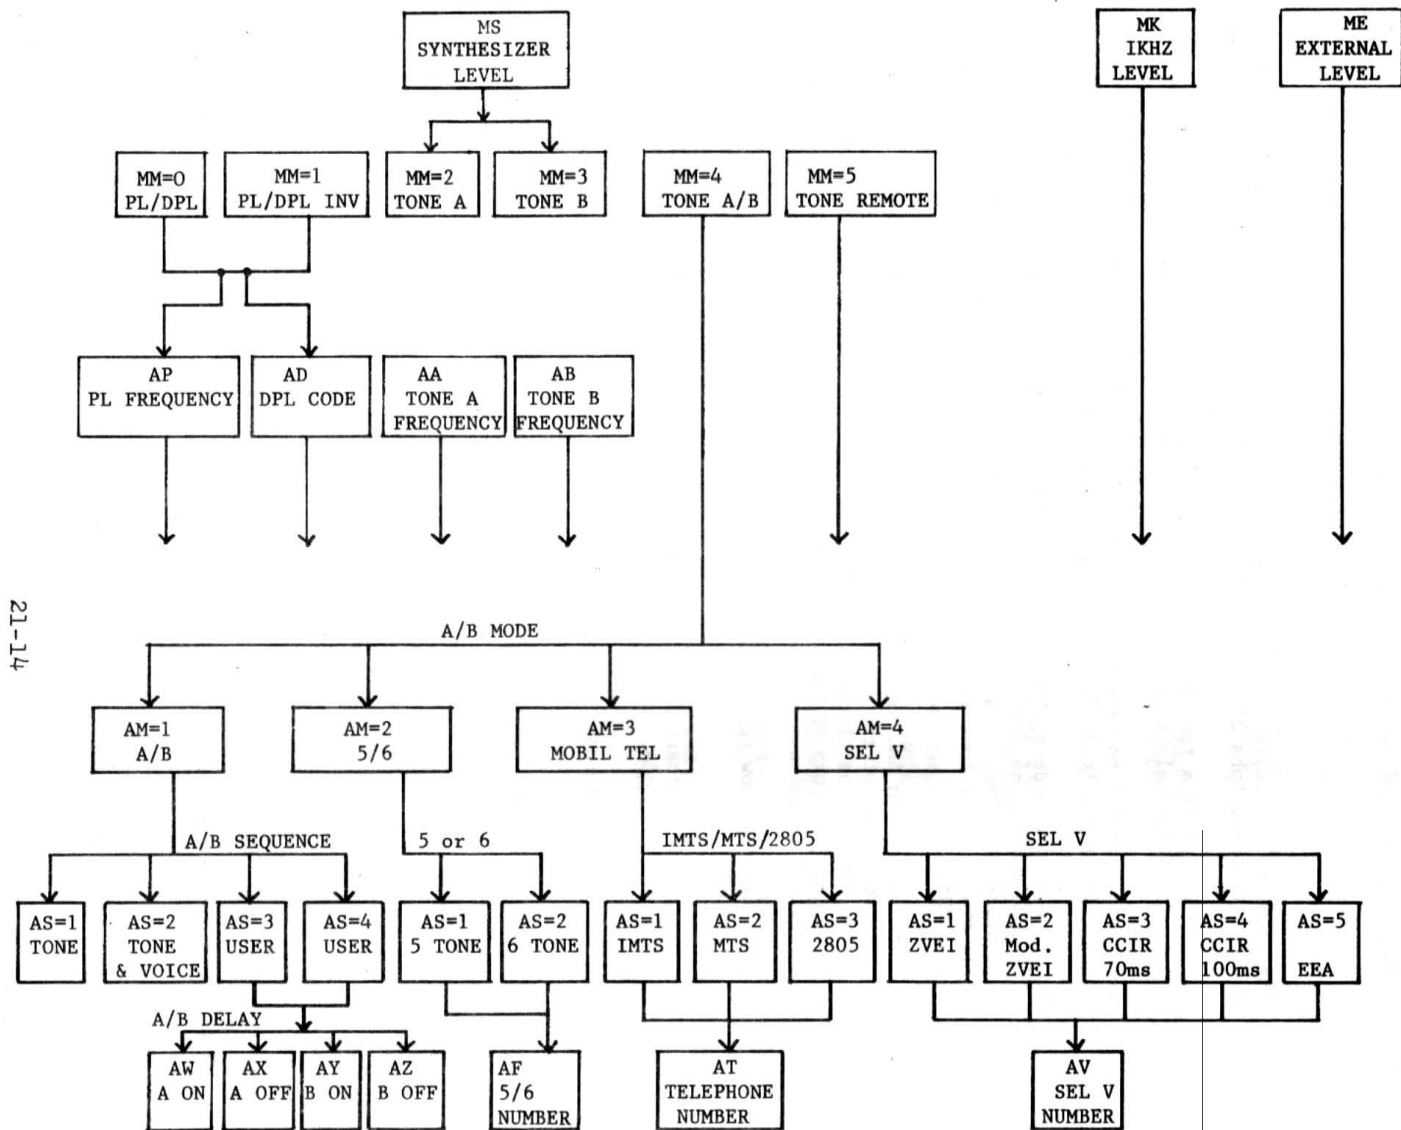 MS
SYNTHESIZER
LEVEL
MK
IKHZ
LEVEL
ME
EXTERNAL
LEVEL
MM=0
PL/DPL
MM=1
PL/DPL INV
MM=2
TONE A
MM=3
TONE B
MM=4
TONE A/B
MM=5
TONE REMOTE
AP
PL FREQUENCY
AD
DPL CODE
AA
TONE A
FREQUENCY
AB
TONE B
FREQUENCY
21-14
A/B MODE
AM=1
A/B
AM=2
5/6
AM=3
MOBIL TEL
AM=4
SEL V
A/B SEQUENCE
5 or 6
IMTS/MTS/2805
SEL V
AS=1
TONE
AS=2
TONE
& VOICE
AS=3
USER
AS=4
USER
AS=1
5 TONE
AS=2
6 TONE
AS=1
IMTS
AS=2
MTS
AS=3
2805
AS=1
ZVEI
AS=2
Mod.
ZVEI
AS=3
CCIR
70ms
AS=4
CCIR
100ms
AS=5
EEA
A/B DELAY
AW
A ON
AX
A OFF
AY
B ON
AZ
B OFF
AF
5/6
NUMBER
AT
TELEPHONE
NUMBER
AV
SEL V
NUMBER